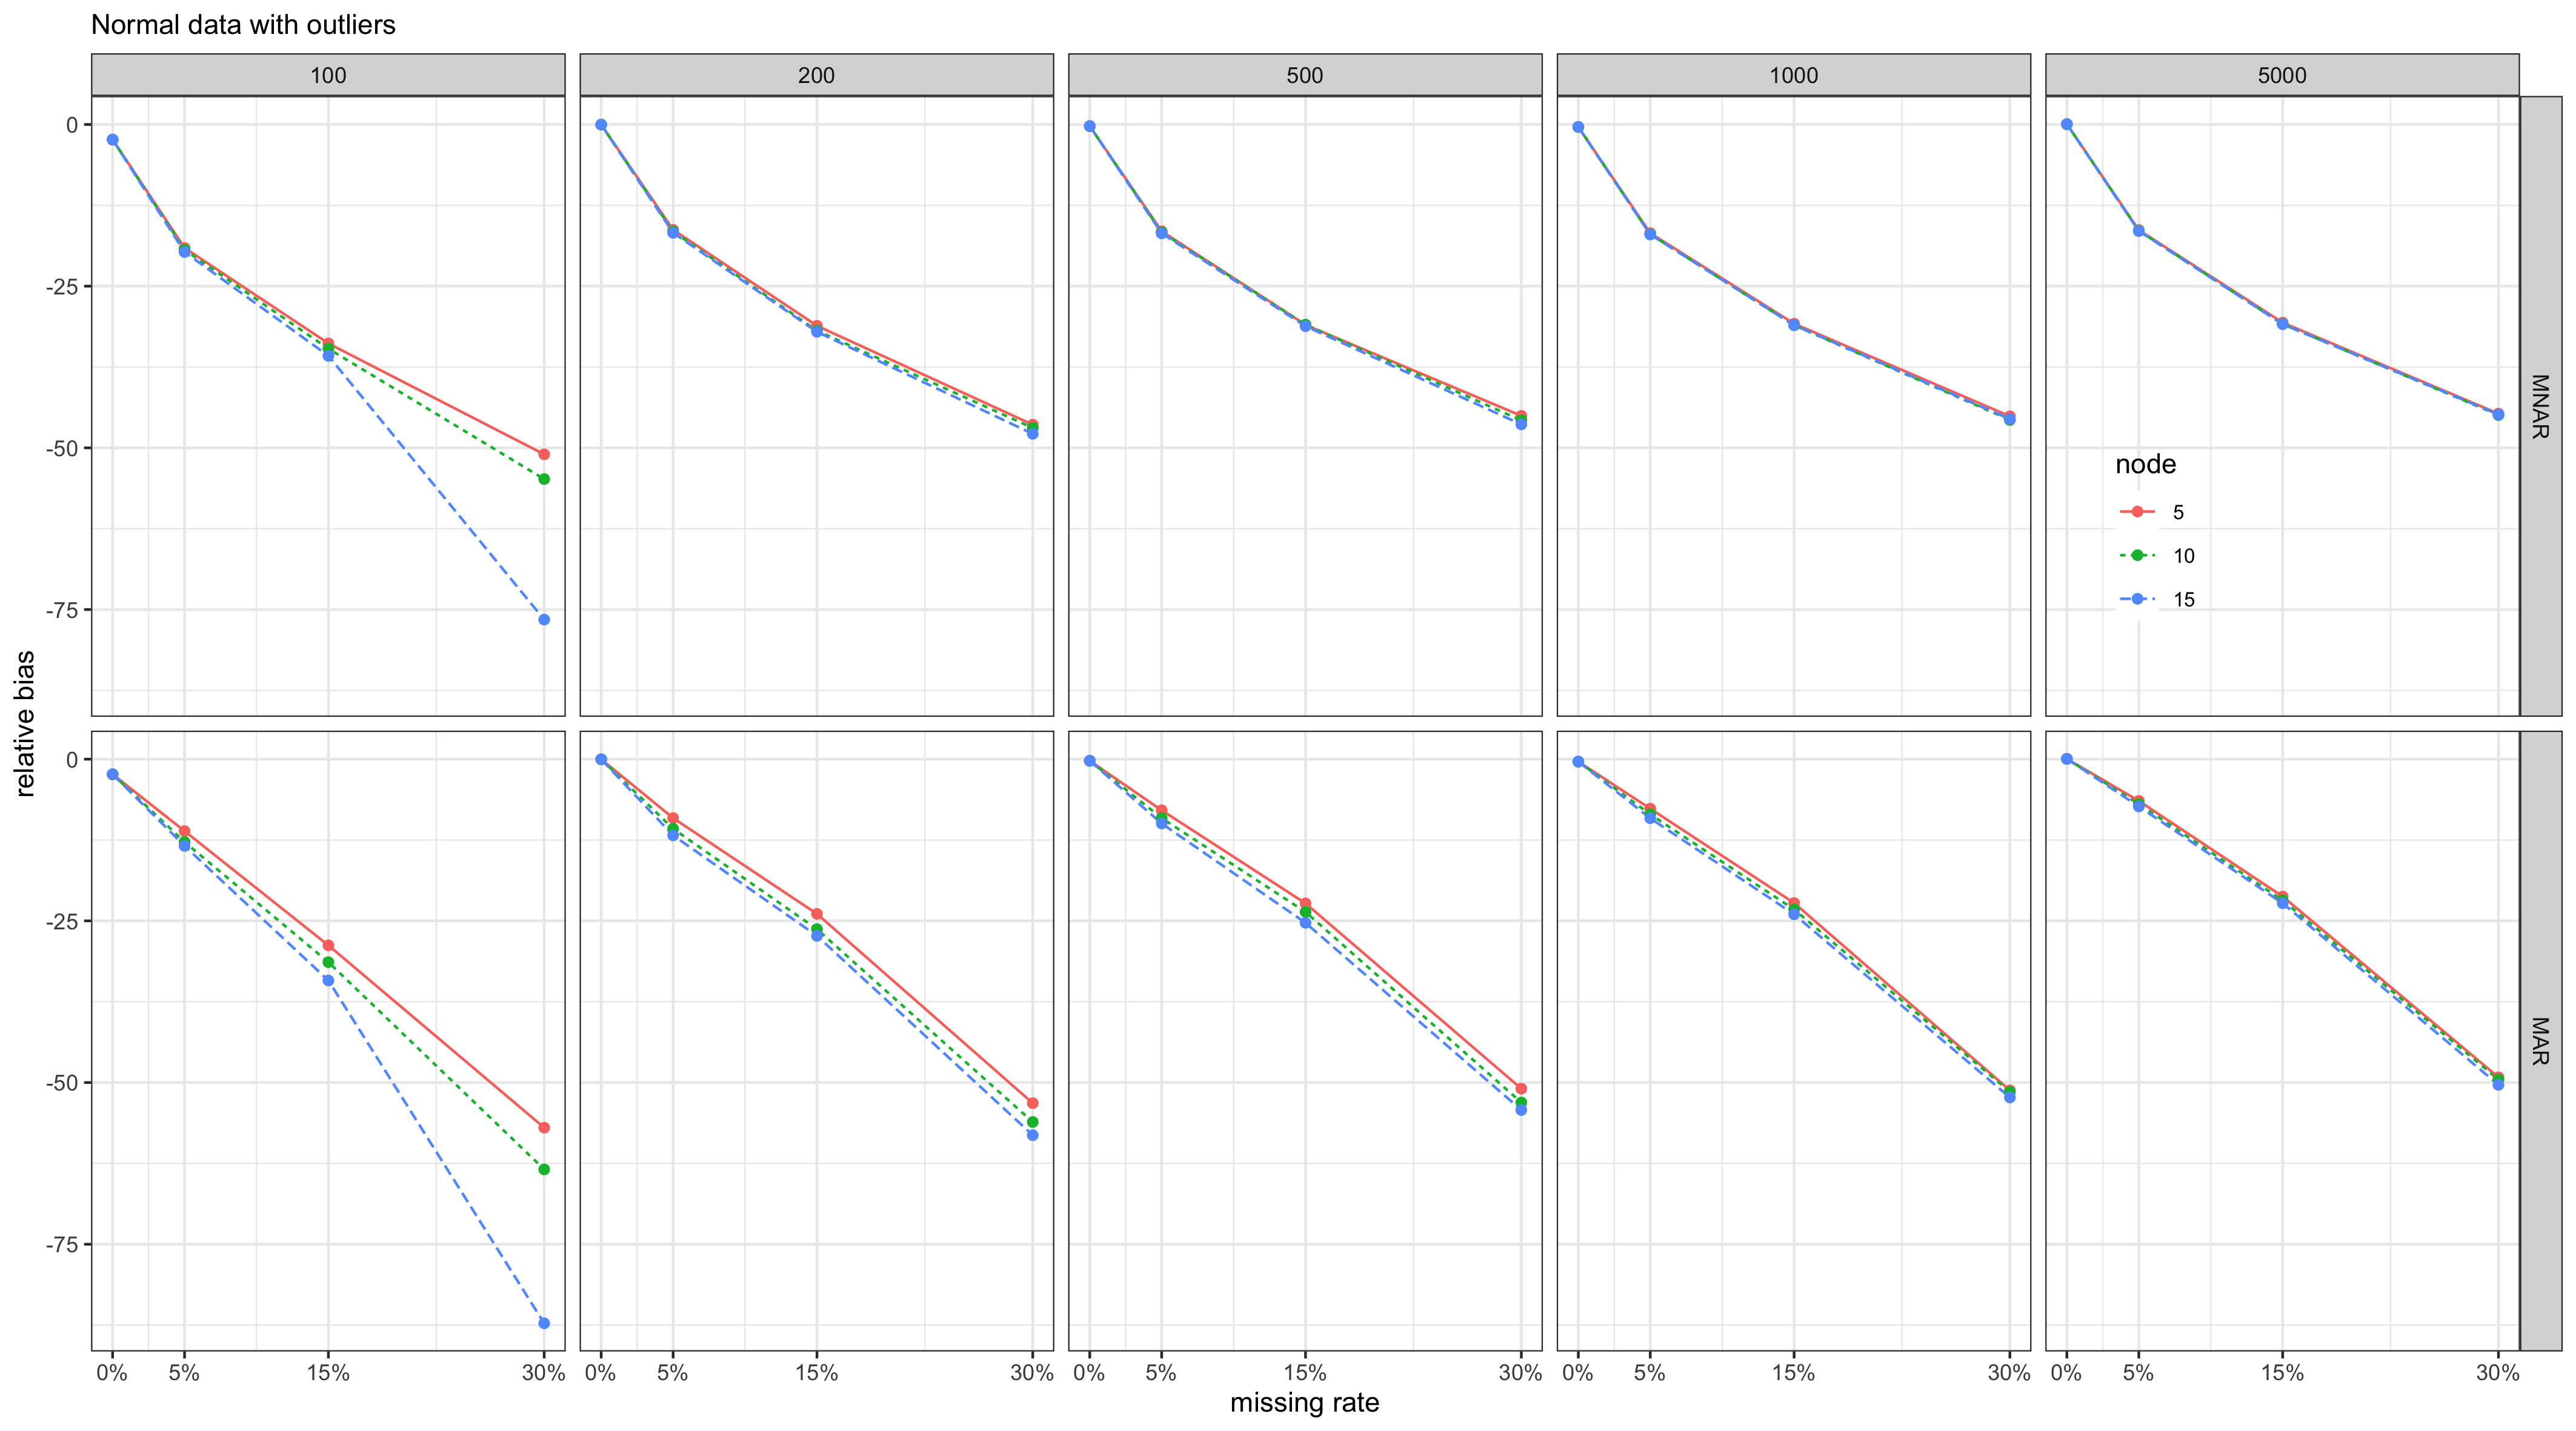 Normal data with outliers
100 200 500 1000 5000
0
-25
-50
-75
MNAR
node
5
10
15
relative bias
0
-25
-50
-75
MAR
0% 5% 15% 30% 0% 5% 15% 30% 0% 5% 15% 30% 0% 5% 15% 30% 0% 5% 15% 30%
missing rate